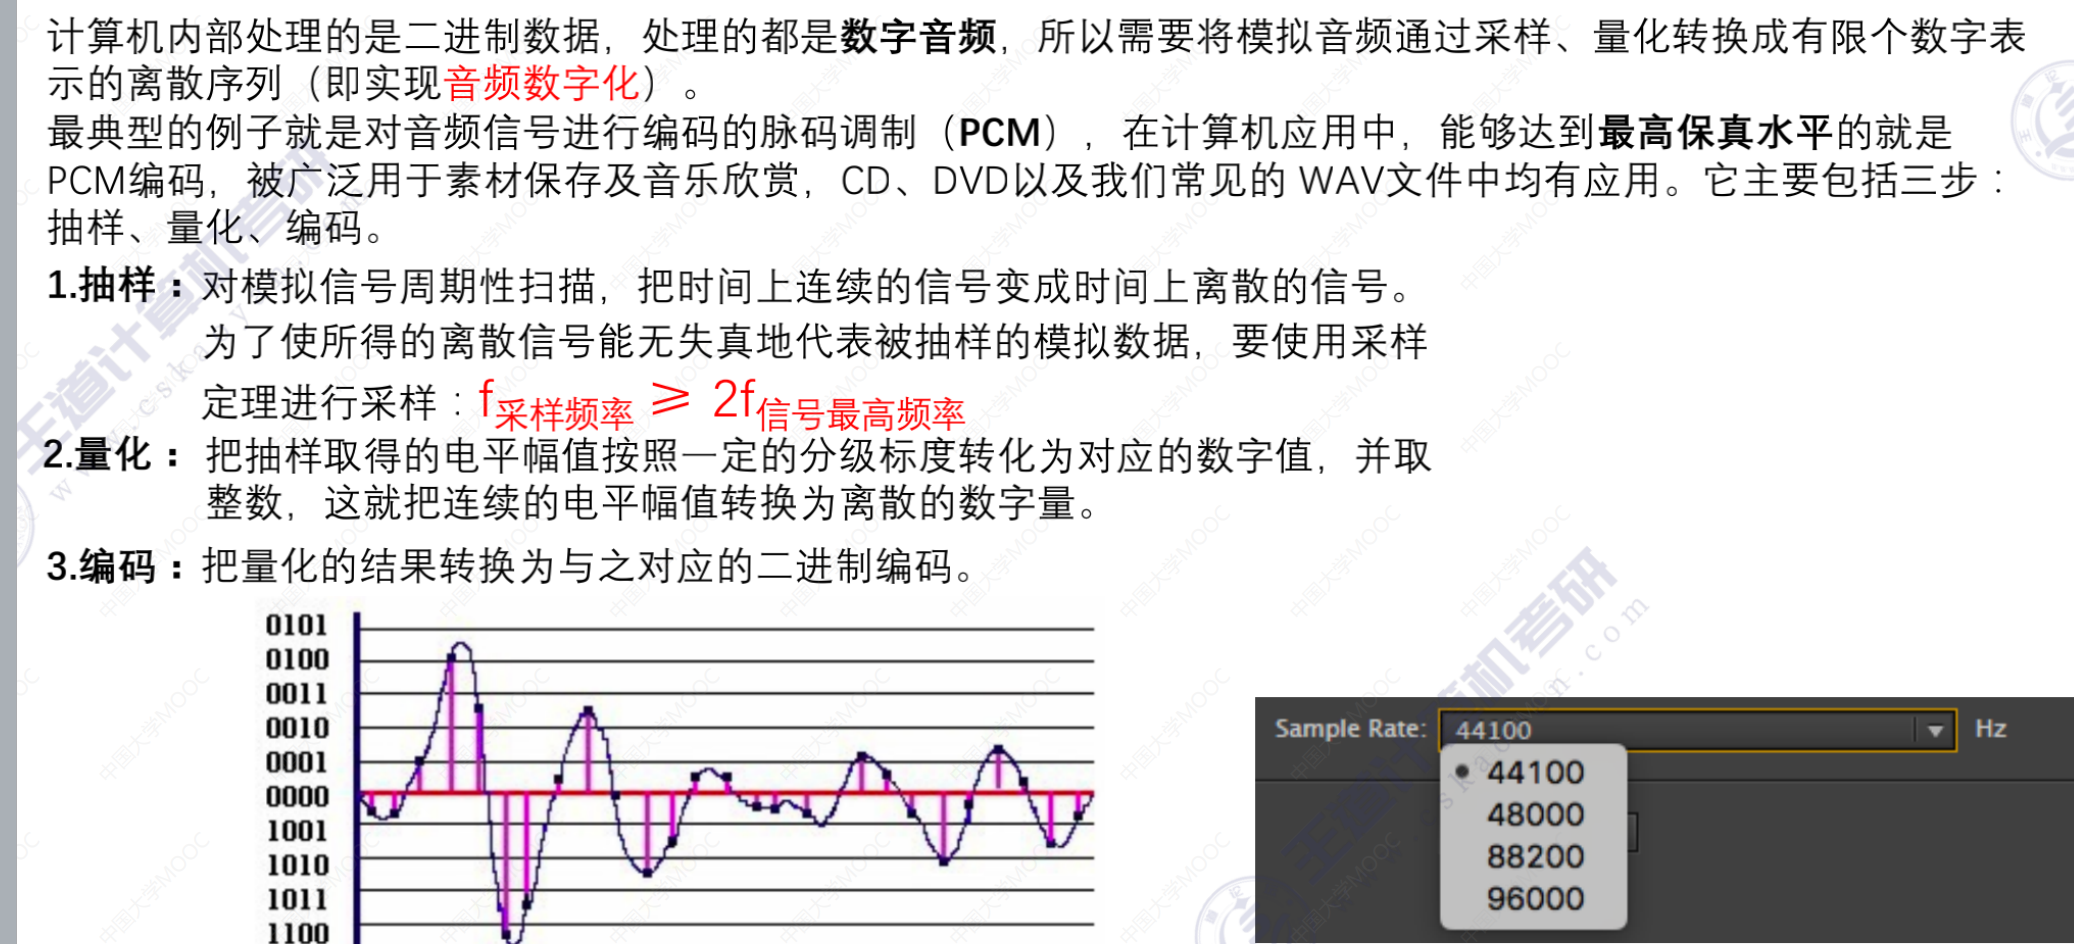 计算机内部处理的是二进制数据，处理的都是数字音频，所以需要将模拟音频通过采样、量化转换成有限个数字表
示的离散序列（即实现音频数字化）。
最典型的例子就是对音频信号进行编码的脉码调制（PCM），在计算机应用中，能够达到最高保真水平的就是
PCM编码，被广泛用于素材保存及音乐欣赏，CD、DVD以及我们常见的 WAV文件中均有应用。它主要包括三步：
抽样、量化、编码。
1.抽样：对模拟信号周期性扫描，把时间上连续的信号变成时间上离散的信号。
为了使所得的离散信号能无失真地代表被抽样的模拟数据，要使用采样
定理进行采样：f采样频率 ⩾ 2f信号最高频率
2.量化：把抽样取得的电平幅值按照一定的分级标度转化为对应的数字值，并取
整数，这就把连续的电平幅值转换为离散的数字量。
3.编码：把量化的结果转换为与之对应的二进制编码。
0101
0100
0011
0010
0001
0000
1001
1010
1011
1100
Sample Rate: 44100 Hz
44100
48000
88200
96000
王道计算机考研
中国大学MOOC